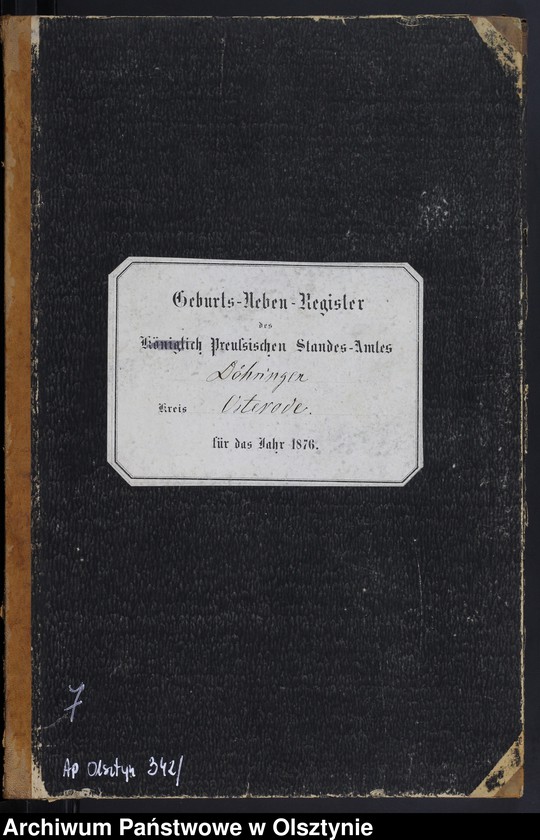 Geburts-Neben-Register
des
Königlich Preußischen Standes-Amtes
Döhringen
Kreis Osterode.
für das Jahr 1876.
7
AP Olsztyn 342/
Archiwum Państwowe w Olsztynie